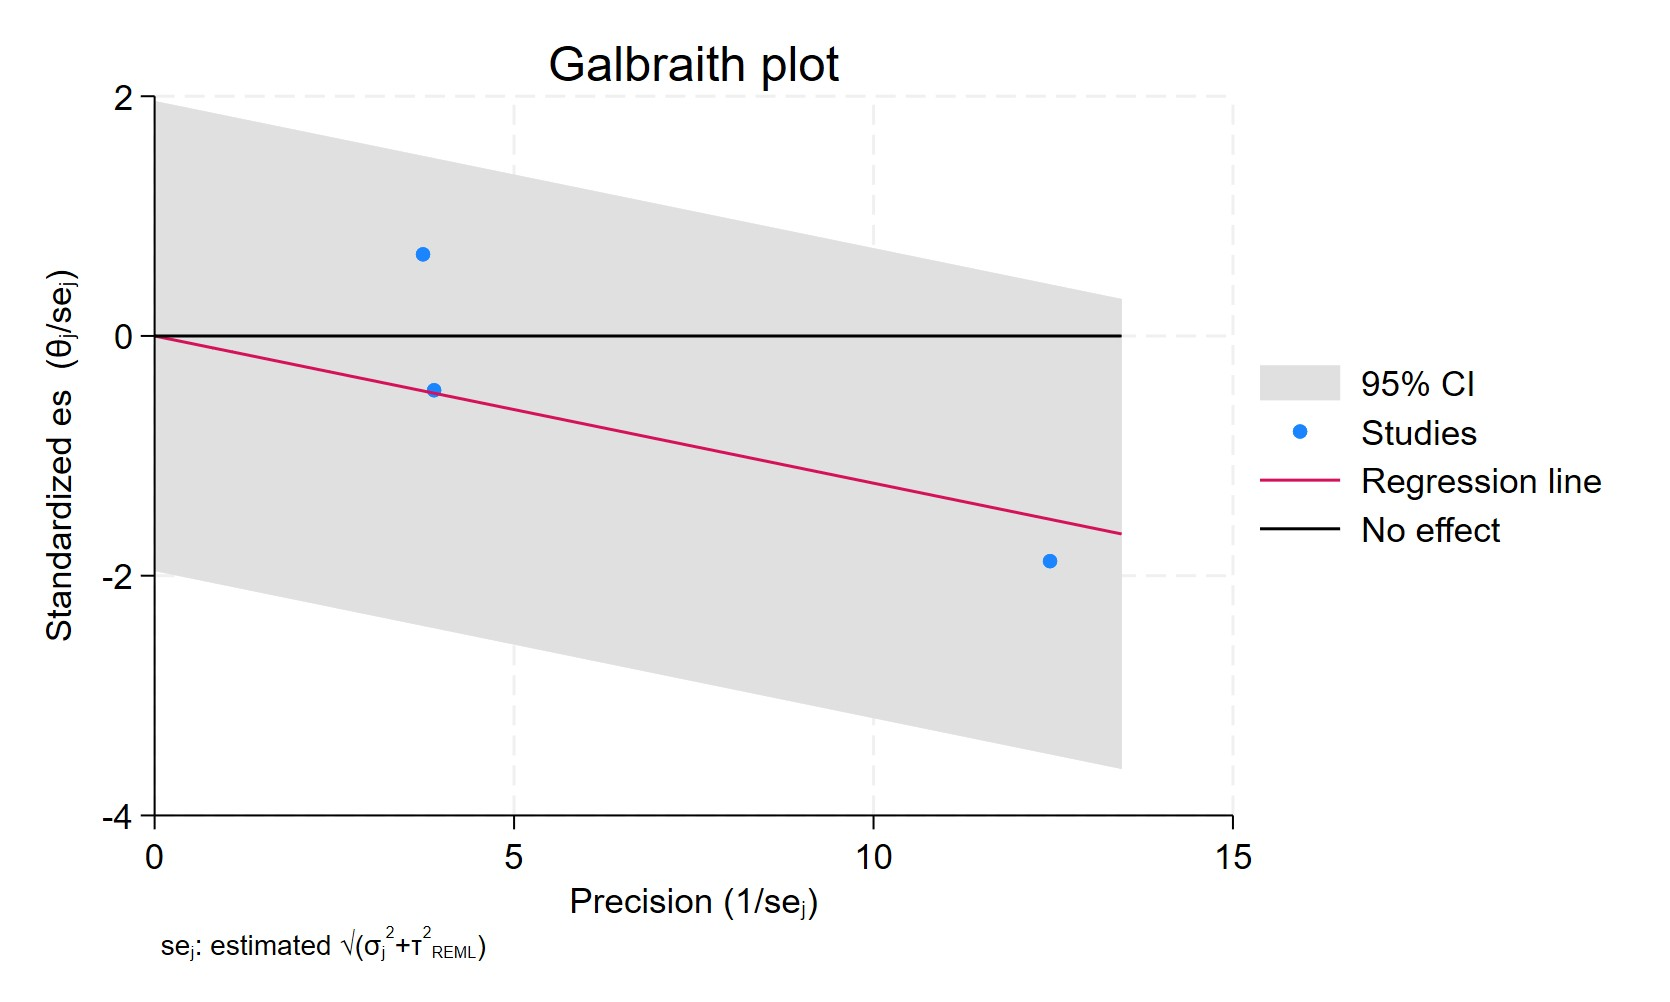 Galbraith plot
2
0
-2
-4
Standardized es (θⱼ/seⱼ)
0 5 10 15
Precision (1/seⱼ)
95% CI
Studies
Regression line
No effect
seⱼ: estimated √(σⱼ²+τ²REML)